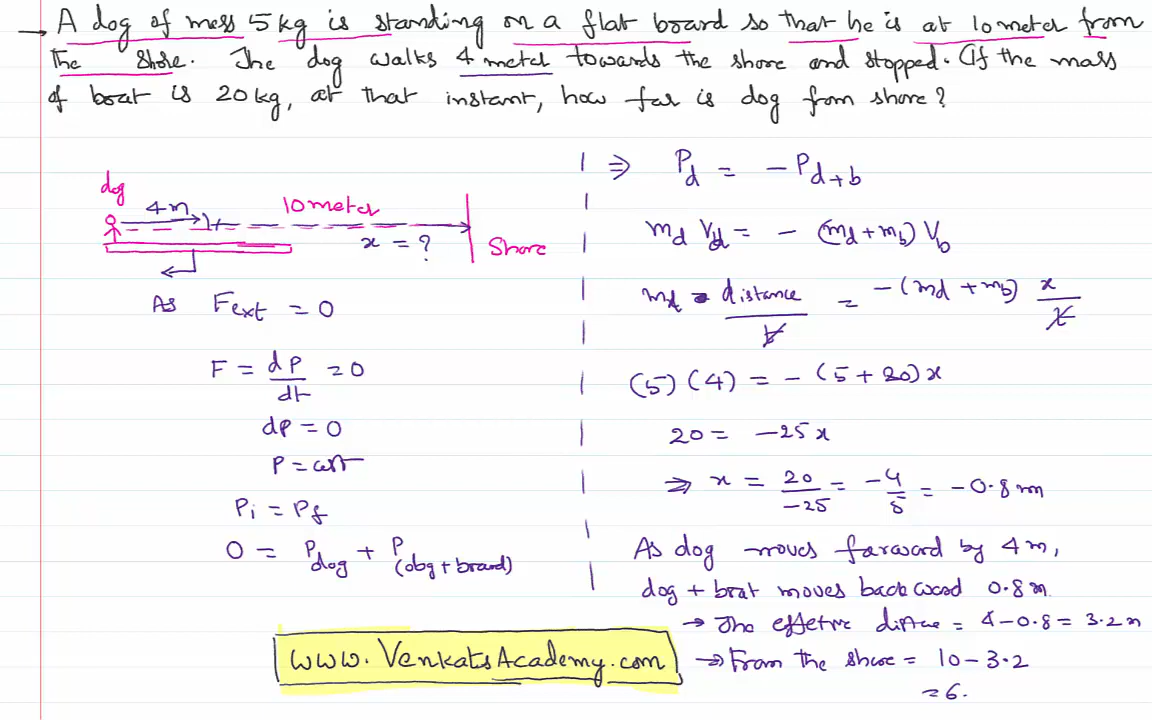 → A dog of mess 5 kg is standing on a flat board so that he is at 10 meter from
the shore. The dog walks 4 meter towards the shore and stopped. If the mass
of boat is 20 kg, at that instant, how far is dog from shore?
dog
4m
10 meter
x = ?
Shore
As Fext = 0
F = dP/dt = 0
dP = 0
P = const
Pi = Pf
0 = Pdog + P(dog + board)
⇒ Pd = - Pd+b
md Vd = - (md + mb) Vb
md distance/t = -(md + mb) x/t
(5) (4) = - (5 + 20) x
20 = -25 x
⇒ x = 20/-25 = -4/5 = -0.8 m
As dog moves forward by 4 m,
dog + boat moves backward 0.8 m
→ The effetive distance = 4 - 0.8 = 3.2 m
→ From the shore = 10 - 3.2
= 6.
www.VenkatsAcademy.com